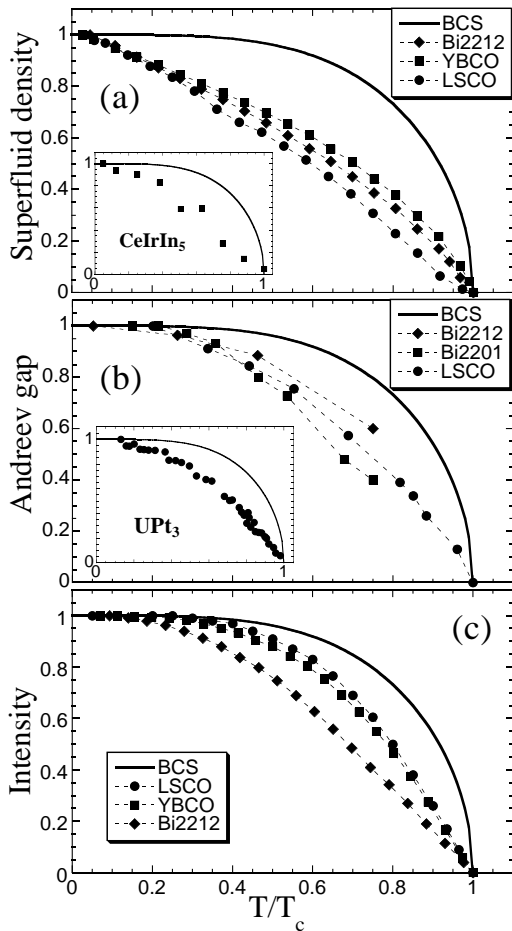 1
0.8
0.6
0.4
0.2
0
Superfluid density
(a)
BCS
Bi2212
YBCO
LSCO
1
CeIrIn5
0
0
1
1
0.8
0.6
0.4
0.2
0
Andreev gap
(b)
BCS
Bi2212
Bi2201
LSCO
1
UPt3
0
0
1
1
0.8
0.6
0.4
0.2
0
Intensity
(c)
BCS
LSCO
YBCO
Bi2212
0 0.2 0.4 0.6 0.8 1
T/Tc